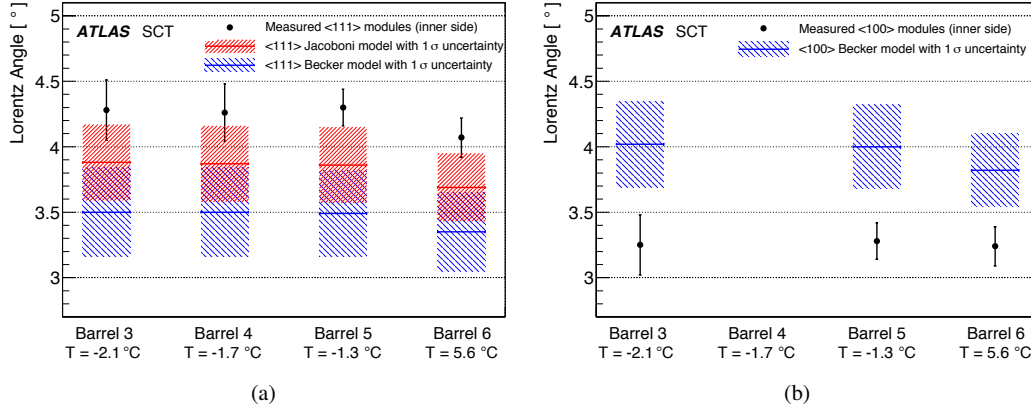 Lorentz Angle [ ° ]
5
4.5
4
3.5
3
ATLAS SCT
Measured <111> modules (inner side)
<111> Jacoboni model with 1 σ uncertainty
<111> Becker model with 1 σ uncertainty
Barrel 3 Barrel 4 Barrel 5 Barrel 6
T = -2.1 °C T = -1.7 °C T = -1.3 °C T = 5.6 °C
(a)
Lorentz Angle [ ° ]
5
4.5
4
3.5
3
ATLAS SCT
Measured <100> modules (inner side)
<100> Becker model with 1 σ uncertainty
Barrel 3 Barrel 4 Barrel 5 Barrel 6
T = -2.1 °C T = -1.7 °C T = -1.3 °C T = 5.6 °C
(b)